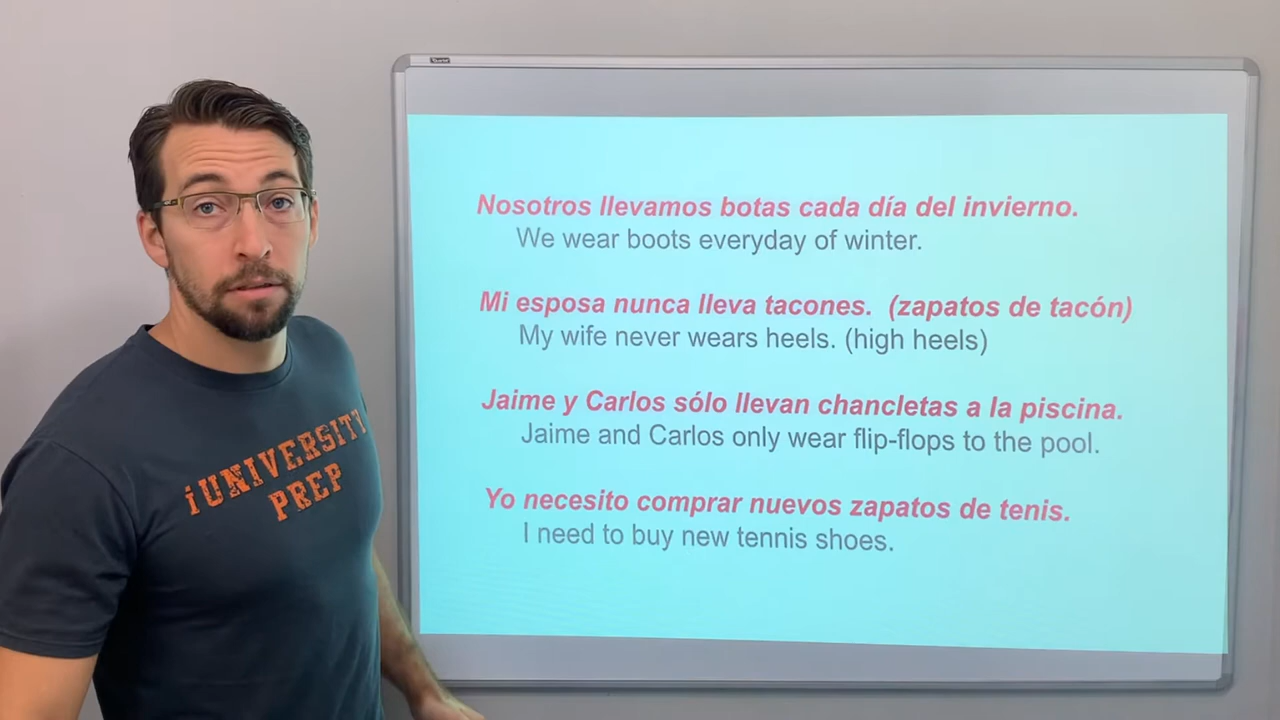 Nosotros llevamos botas cada día del invierno.
We wear boots everyday of winter.
Mi esposa nunca lleva tacones. (zapatos de tacón)
My wife never wears heels. (high heels)
Jaime y Carlos sólo llevan chancletas a la piscina.
Jaime and Carlos only wear flip-flops to the pool.
Yo necesito comprar nuevos zapatos de tenis.
I need to buy new tennis shoes.
iUNIVERSITY
PREP